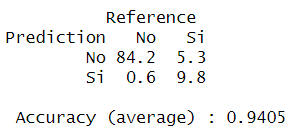 Reference
Prediction No Si
No 84.2 5.3
Si 0.6 9.8
Accuracy (average) : 0.9405